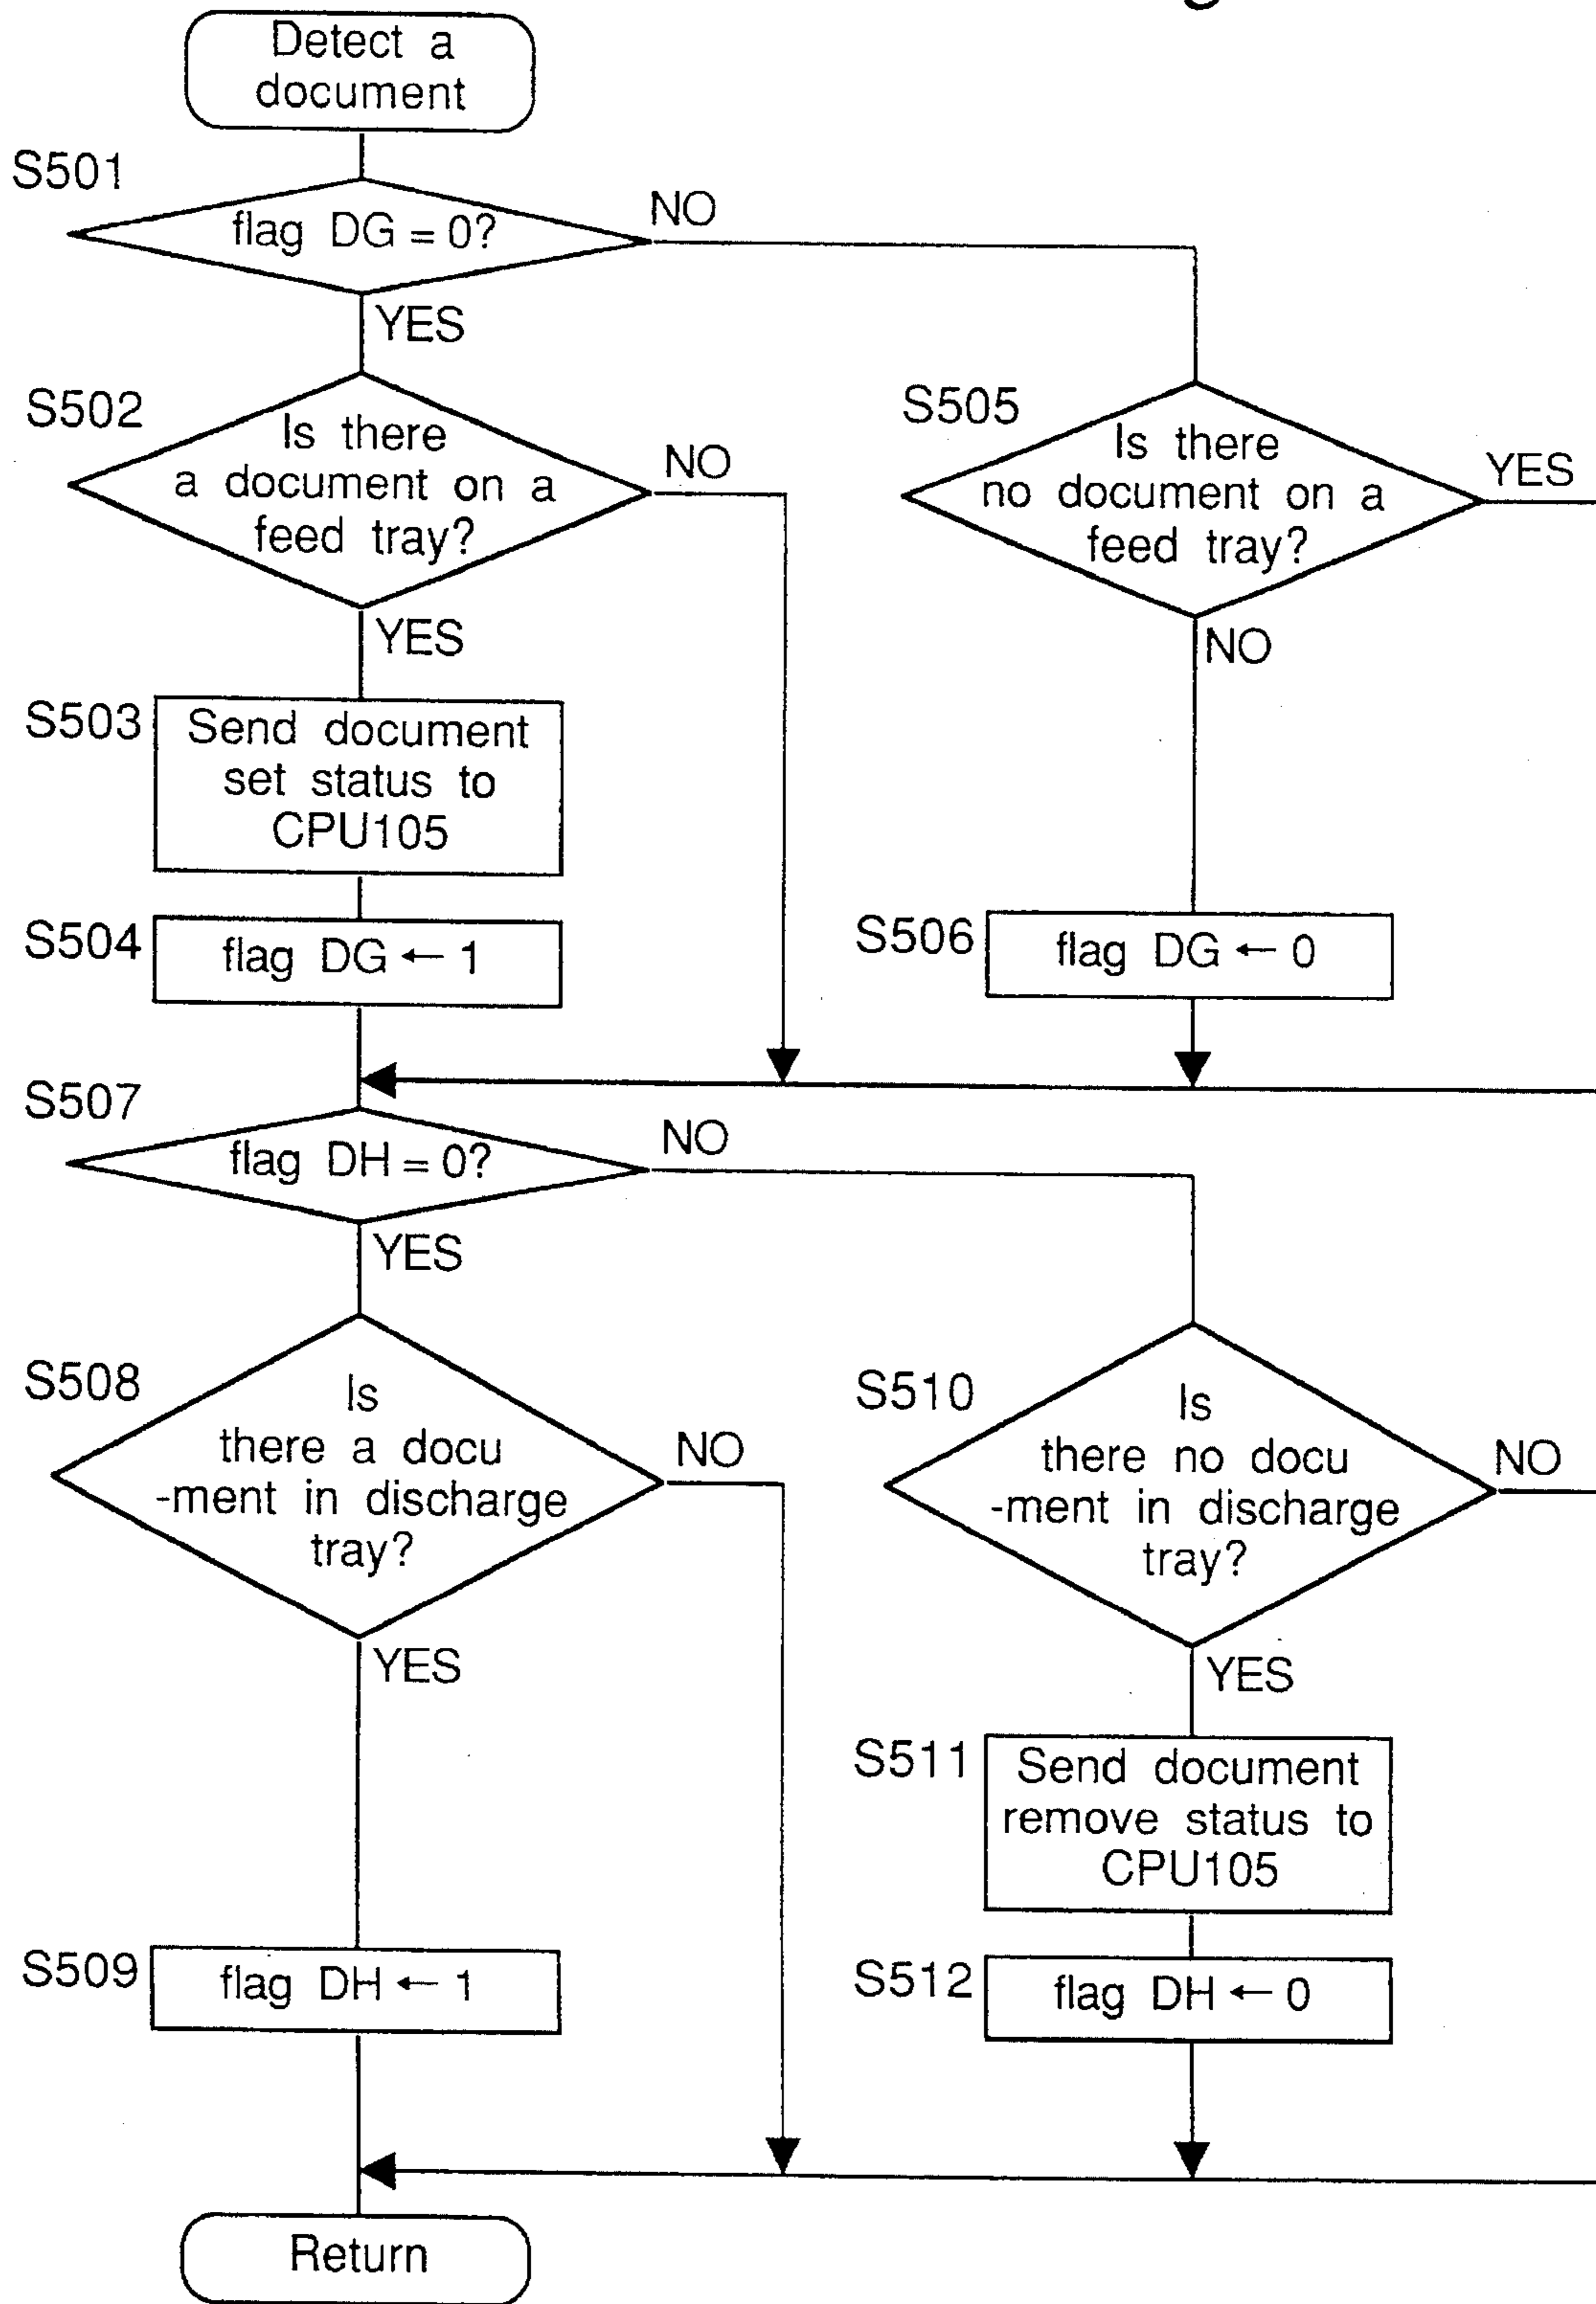 Detect a
document
S501
flag DG = 0?
NO
YES
S502
Is there
a document on a
feed tray?
NO
YES
S505
Is there
no document on a
feed tray?
YES
NO
S503
Send document
set status to
CPU105
S504
flag DG ← 1
S506
flag DG ← 0
S507
flag DH = 0?
NO
YES
S508
Is
there a docu
-ment in discharge
tray?
NO
YES
S510
Is
there no docu
-ment in discharge
tray?
NO
YES
S511
Send document
remove status to
CPU105
S509
flag DH ← 1
S512
flag DH ← 0
Return